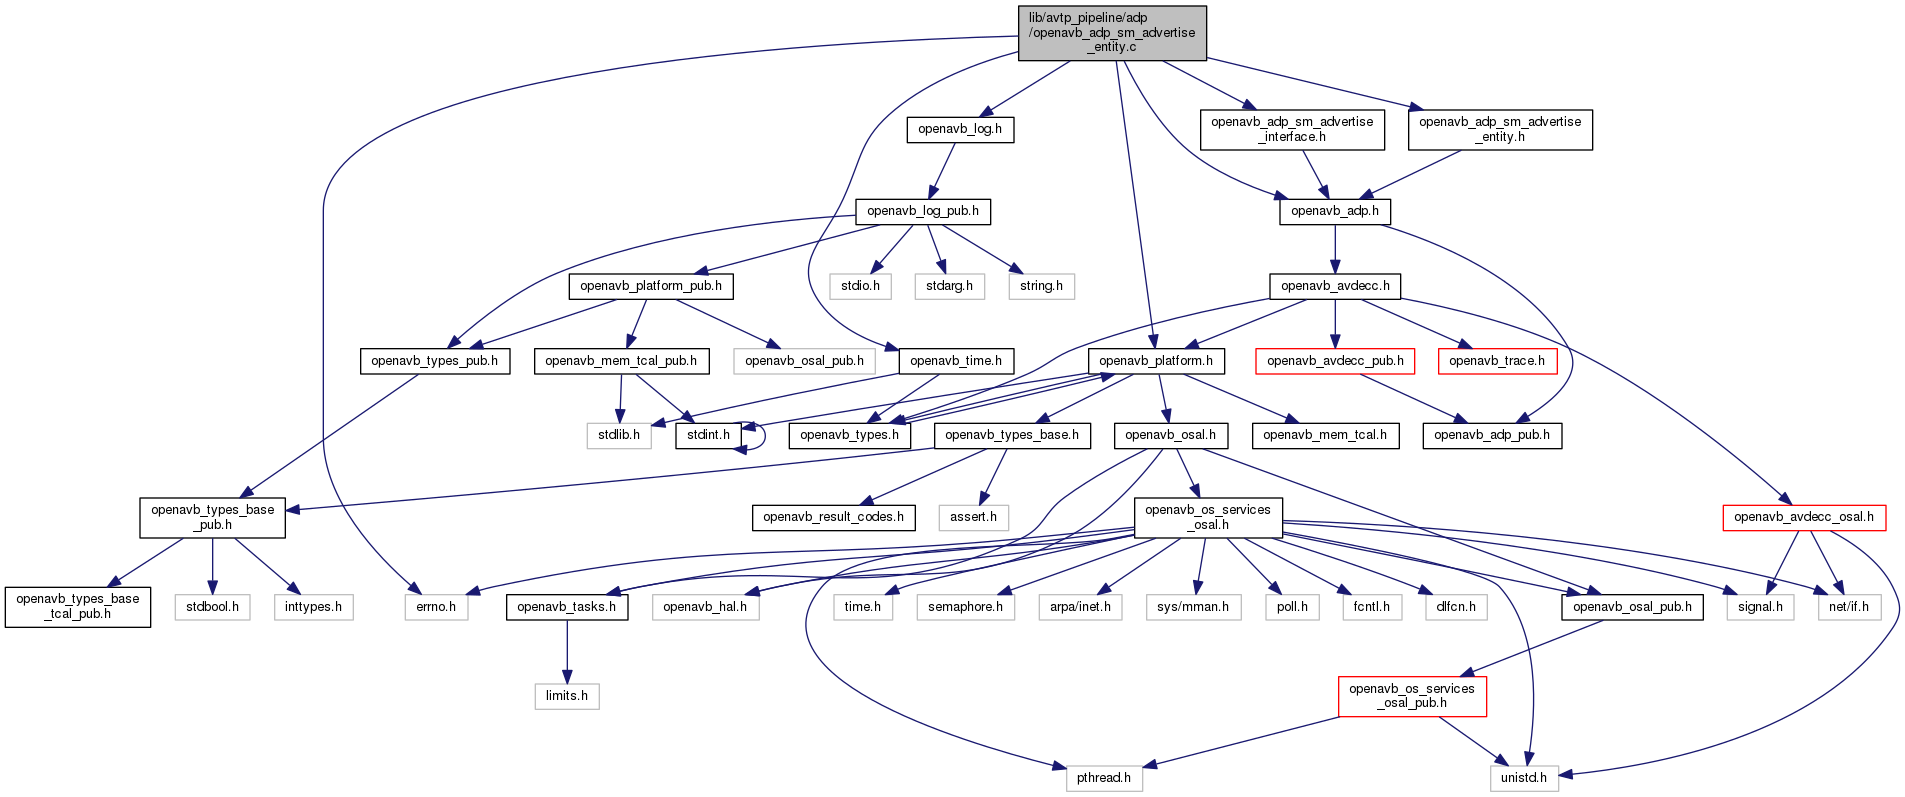 lib/avtp_pipeline/adp
/openavb_adp_sm_advertise
_entity.c
openavb_log.h
openavb_adp_sm_advertise
_interface.h
openavb_adp_sm_advertise
_entity.h
openavb_log_pub.h
openavb_adp.h
openavb_platform_pub.h
stdio.h
stdarg.h
string.h
openavb_avdecc.h
openavb_types_pub.h
openavb_mem_tcal_pub.h
openavb_osal_pub.h
openavb_time.h
openavb_platform.h
openavb_avdecc_pub.h
openavb_trace.h
stdlib.h
stdint.h
openavb_types.h
openavb_types_base.h
openavb_osal.h
openavb_mem_tcal.h
openavb_adp_pub.h
openavb_types_base
_pub.h
openavb_result_codes.h
assert.h
openavb_os_services
_osal.h
openavb_avdecc_osal.h
openavb_types_base
_tcal_pub.h
stdbool.h
inttypes.h
errno.h
openavb_tasks.h
openavb_hal.h
time.h
semaphore.h
arpa/inet.h
sys/mman.h
poll.h
fcntl.h
dlfcn.h
openavb_osal_pub.h
signal.h
net/if.h
limits.h
openavb_os_services
_osal_pub.h
pthread.h
unistd.h